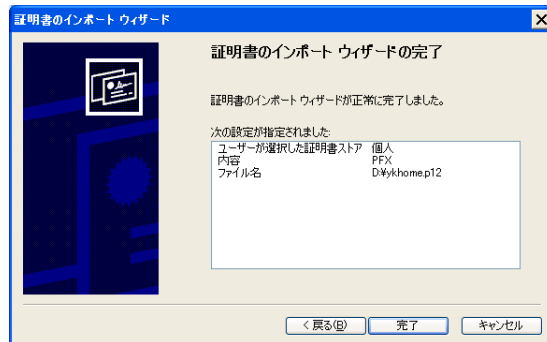 証明書のインポート ウィザード
証明書のインポート ウィザードの完了
証明書のインポート ウィザードが正常に完了しました。
次の設定が指定されました:
ユーザーが選択した証明書ストア 個人
内容 PFX
ファイル名 D:¥ykhome.p12
< 戻る(B) 完了 キャンセル